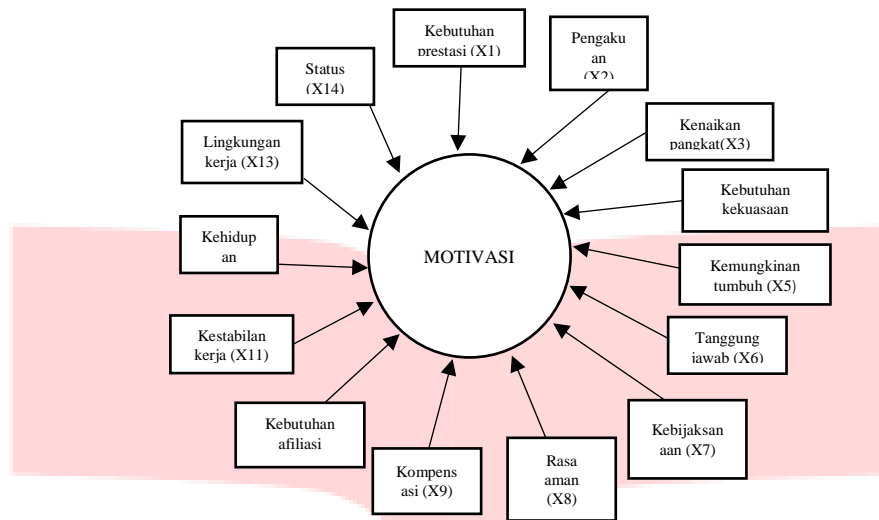 Kebutuhan
prestasi (X1)
Pengaku
an
(X2)
Kenaikan
pangkat(X3)
Kebutuhan
kekuasaan
Kemungkinan
tumbuh (X5)
Tanggung
jawab (X6)
Kebijaksan
aan (X7)
Rasa
aman
(X8)
Kompens
asi (X9)
Kebutuhan
afiliasi
Kestabilan
kerja (X11)
Kehidup
an
Lingkungan
kerja (X13)
Status
(X14)
MOTIVASI